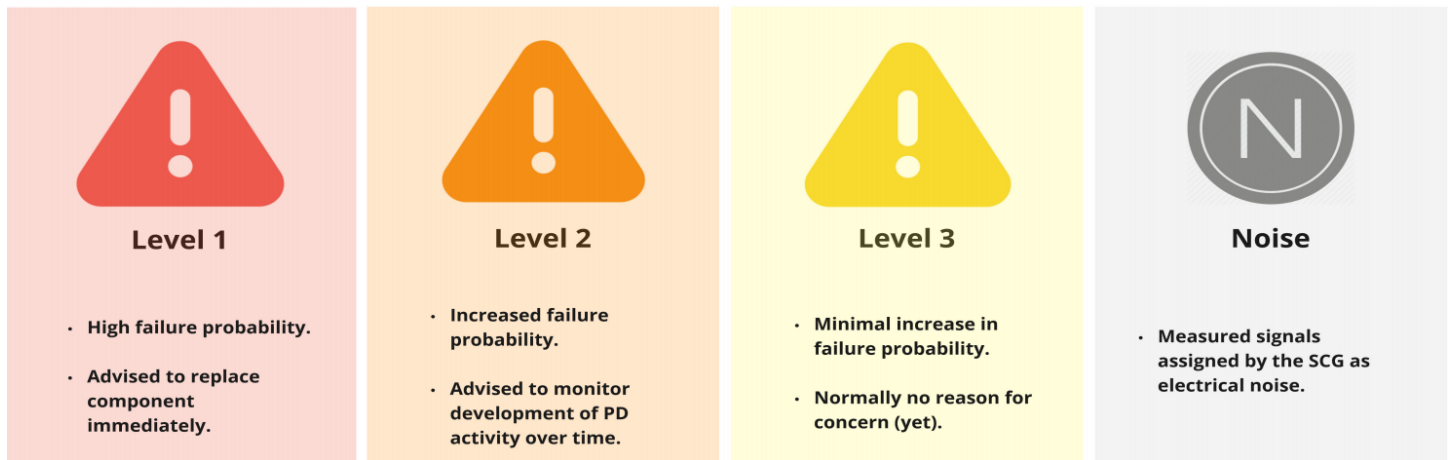 Level 1
· High failure probability.
· Advised to replace
component
immediately.
Level 2
· Increased failure
probability.
· Advised to monitor
development of PD
activity over time.
Level 3
· Minimal increase in
failure probability.
· Normally no reason for
concern (yet).
N
Noise
· Measured signals
assigned by the SCG as
electrical noise.